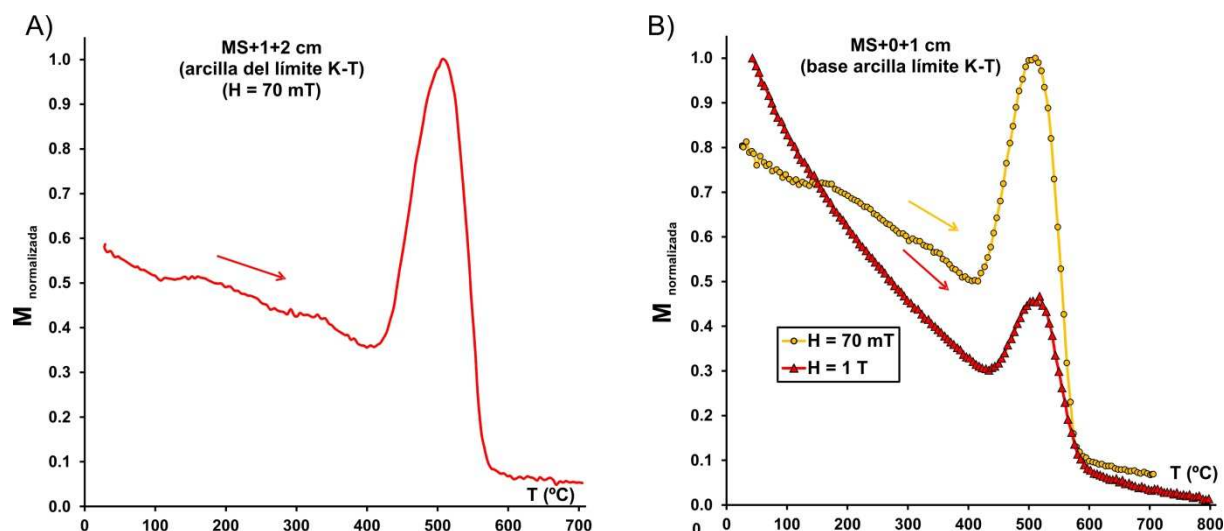 A)
MS+1+2 cm
(arcilla del límite K-T)
(H = 70 mT)
1.0
0.9
0.8
0.7
0.6
0.5
0.4
0.3
0.2
0.1
0.0
M normalizada
T (ºC)
0 100 200 300 400 500 600 700
B)
MS+0+1 cm
(base arcilla límite K-T)
1.0
0.9
0.8
0.7
0.6
0.5
0.4
0.3
0.2
0.1
0.0
M normalizada
H = 70 mT
H = 1 T
T (ºC)
0 100 200 300 400 500 600 700 800